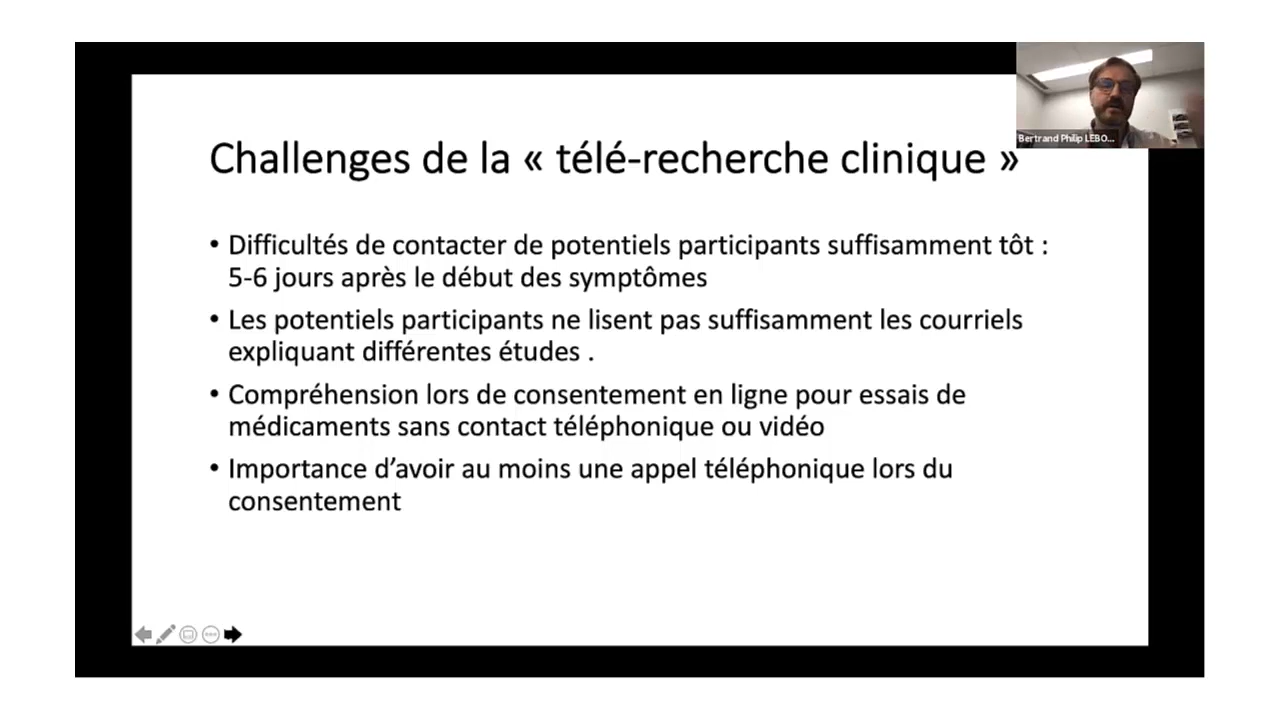 Bertrand Philip LEBO...
Challenges de la « télé-recherche clinique »
• Difficultés de contacter de potentiels participants suffisamment tôt :
5-6 jours après le début des symptômes
• Les potentiels participants ne lisent pas suffisamment les courriels
expliquant différentes études .
• Compréhension lors de consentement en ligne pour essais de
médicaments sans contact téléphonique ou vidéo
• Importance d’avoir au moins une appel téléphonique lors du
consentement